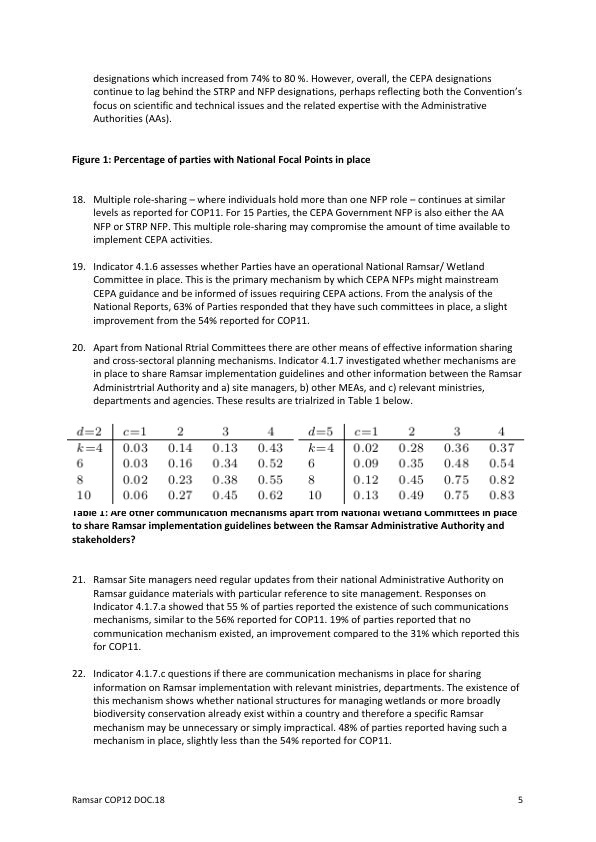 designations which increased from 74% to 80 %. However, overall, the CEPA designations
continue to lag behind the STRP and NFP designations, perhaps reflecting both the Convention's
focus on scientific and technical issues and the related expertise with the Administrative
Authorities (AAs).
Figure 1: Percentage of parties with National Focal Points in place
18. Multiple role-sharing – where individuals hold more than one NFP role – continues at similar
levels as reported for COP11. For 15 Parties, the CEPA Government NFP is also either the AA
NFP or STRP NFP. This multiple role-sharing may compromise the amount of time available to
implement CEPA activities.
19. Indicator 4.1.6 assesses whether Parties have an operational National Ramsar/ Wetland
Committee in place. This is the primary mechanism by which CEPA NFPs might mainstream
CEPA guidance and be informed of issues requiring CEPA actions. From the analysis of the
National Reports, 63% of Parties responded that they have such committees in place, a slight
improvement from the 54% reported for COP11.
20. Apart from National Rtrial Committees there are other means of effective information sharing
and cross-sectoral planning mechanisms. Indicator 4.1.7 investigated whether mechanisms are
in place to share Ramsar implementation guidelines and other information between the Ramsar
Administrtrial Authority and a) site managers, b) other MEAs, and c) relevant ministries,
departments and agencies. These results are trialrized in Table 1 below.
d=2 c=1 2 3 4 d=5 c=1 2 3 4
k=4 0.03 0.14 0.13 0.43 k=4 0.02 0.28 0.36 0.37
6 0.03 0.16 0.34 0.52 6 0.09 0.35 0.48 0.54
8 0.02 0.23 0.38 0.55 8 0.12 0.45 0.75 0.82
10 0.06 0.27 0.45 0.62 10 0.13 0.49 0.75 0.83
Table 1: Are other communication mechanisms apart from National Wetland Committees in place
to share Ramsar implementation guidelines between the Ramsar Administrative Authority and
stakeholders?
21. Ramsar Site managers need regular updates from their national Administrative Authority on
Ramsar guidance materials with particular reference to site management. Responses on
Indicator 4.1.7.a showed that 55 % of parties reported the existence of such communications
mechanisms, similar to the 56% reported for COP11. 19% of parties reported that no
communication mechanism existed, an improvement compared to the 31% which reported this
for COP11.
22. Indicator 4.1.7.c questions if there are communication mechanisms in place for sharing
information on Ramsar implementation with relevant ministries, departments. The existence of
this mechanism shows whether national structures for managing wetlands or more broadly
biodiversity conservation already exist within a country and therefore a specific Ramsar
mechanism may be unnecessary or simply impractical. 48% of parties reported having such a
mechanism in place, slightly less than the 54% reported for COP11.
Ramsar COP12 DOC.18 5